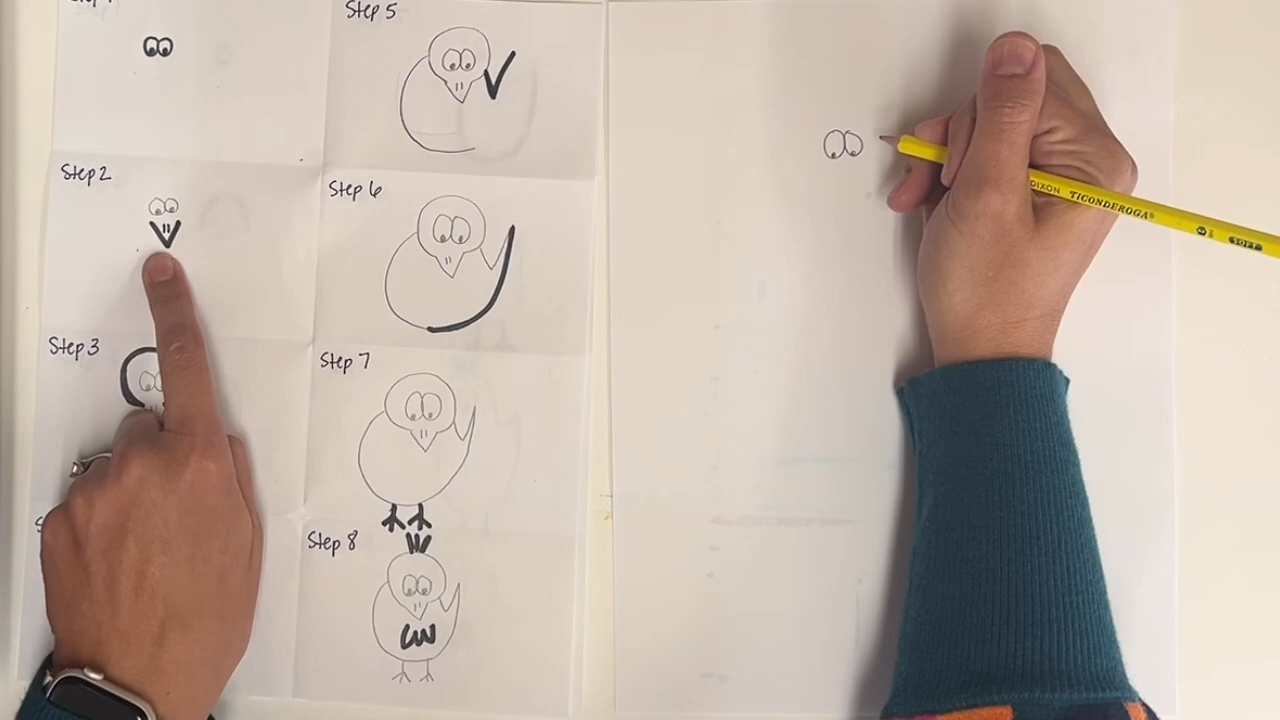 Step 2
Step 3
Step 5
Step 6
Step 7
Step 8
DIXON TICONDEROGA®
SOFT